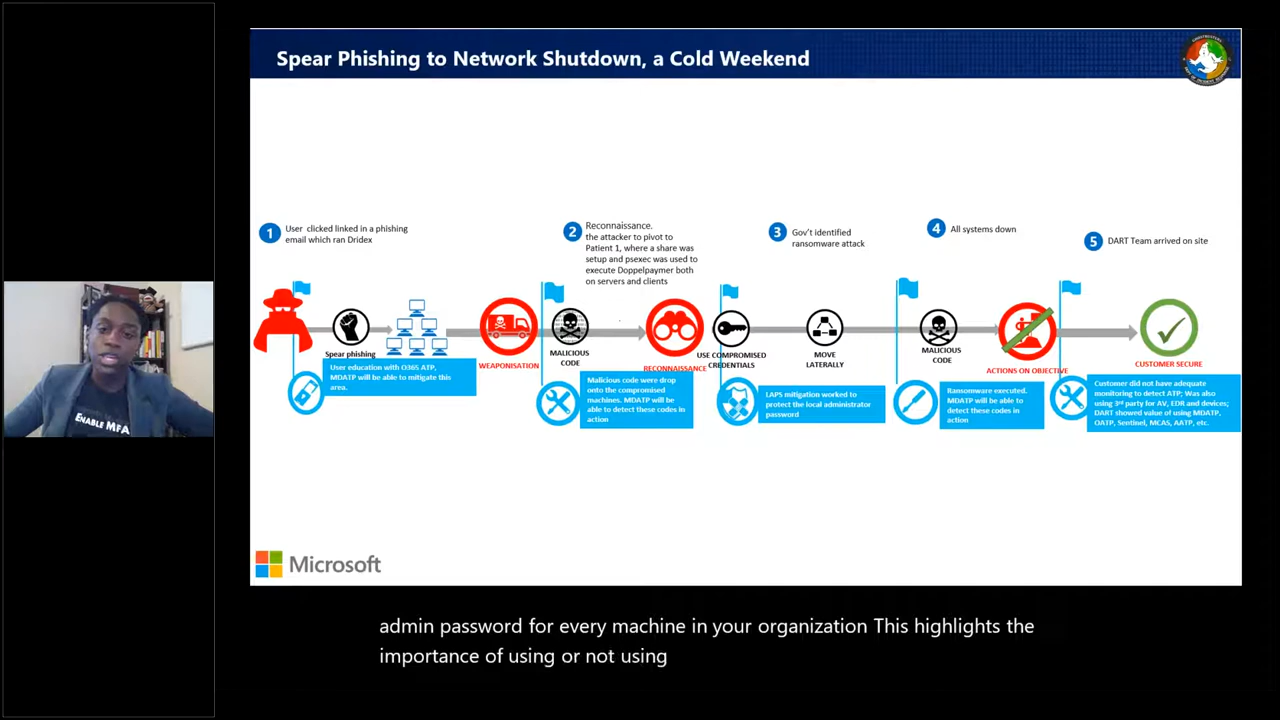 Spear Phishing to Network Shutdown, a Cold Weekend
1
User clicked linked in a phishing
email which ran Dridex
2
Reconnaissance.
the attacker to pivot to
Patient 1, where a share was
setup and psexec was used to
execute Doppelpaymer both
on servers and clients
3
Gov't identified
ransomware attack
4
All systems down
5
DART Team arrived on site
Spear phishing
WEAPONISATION
MALICIOUS
CODE
RECONNAISSANCE
USE COMPROMISED
CREDENTIALS
MOVE
LATERALLY
MALICIOUS
CODE
ACTIONS ON OBJECTIVE
CUSTOMER SECURE
User education with O365 ATP,
MDATP will be able to mitigate this
area.
Malicious code were drop
onto the compromised
machines. MDATP will be
able to detect these codes in
action
LAPS mitigation worked to
protect the local administrator
password
Ransomware executed.
MDATP will be able to
detect these codes in
action
Customer did not have adequate
monitoring to detect ATP; Was also
using 3rd party for AV, EDR and devices;
DART showed value of using MDATP,
OATP, Sentinel, MCAS, AATP, etc.
ENABLE MFA
Microsoft
admin password for every machine in your organization This highlights the
importance of using or not using